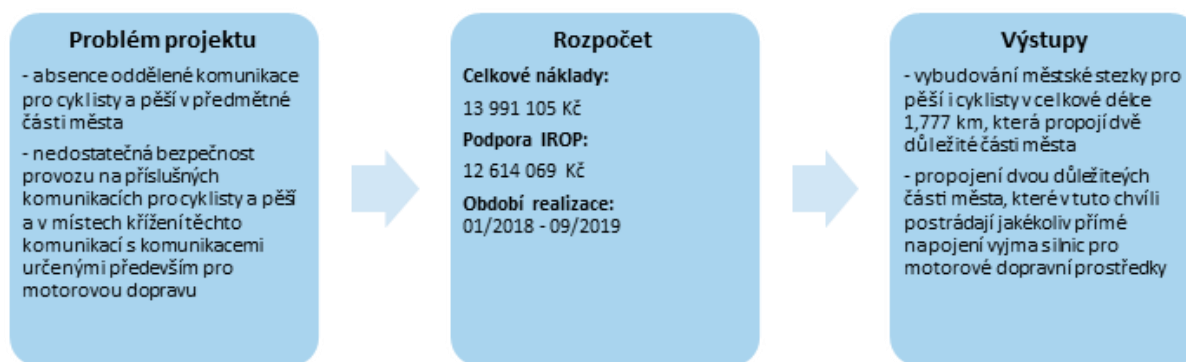 Problém projektu
- absence oddělené komunikace
pro cyklisty a pěší v předmětné
části města
- nedostatečná bezpečnost
provozu na příslušných
komunikacích pro cyklisty a pěší
a v místech křížení těchto
komunikací s komunikacemi
určenými především pro
motorovou dopravu
Rozpočet
Celkové náklady:
13 991 105 Kč
Podpora IROP:
12 614 069 Kč
Období realizace:
01/2018 - 09/2019
Výstupy
- vybudování městské stezky pro
pěší i cyklisty v celkové délce
1,777 km, která propojí dvě
důležité části města
- propojení dvou důležiteých
části města, které v tuto chvíli
postrádají jakékoliv přímé
napojení vyjma silnic pro
motorové dopravní prostředky